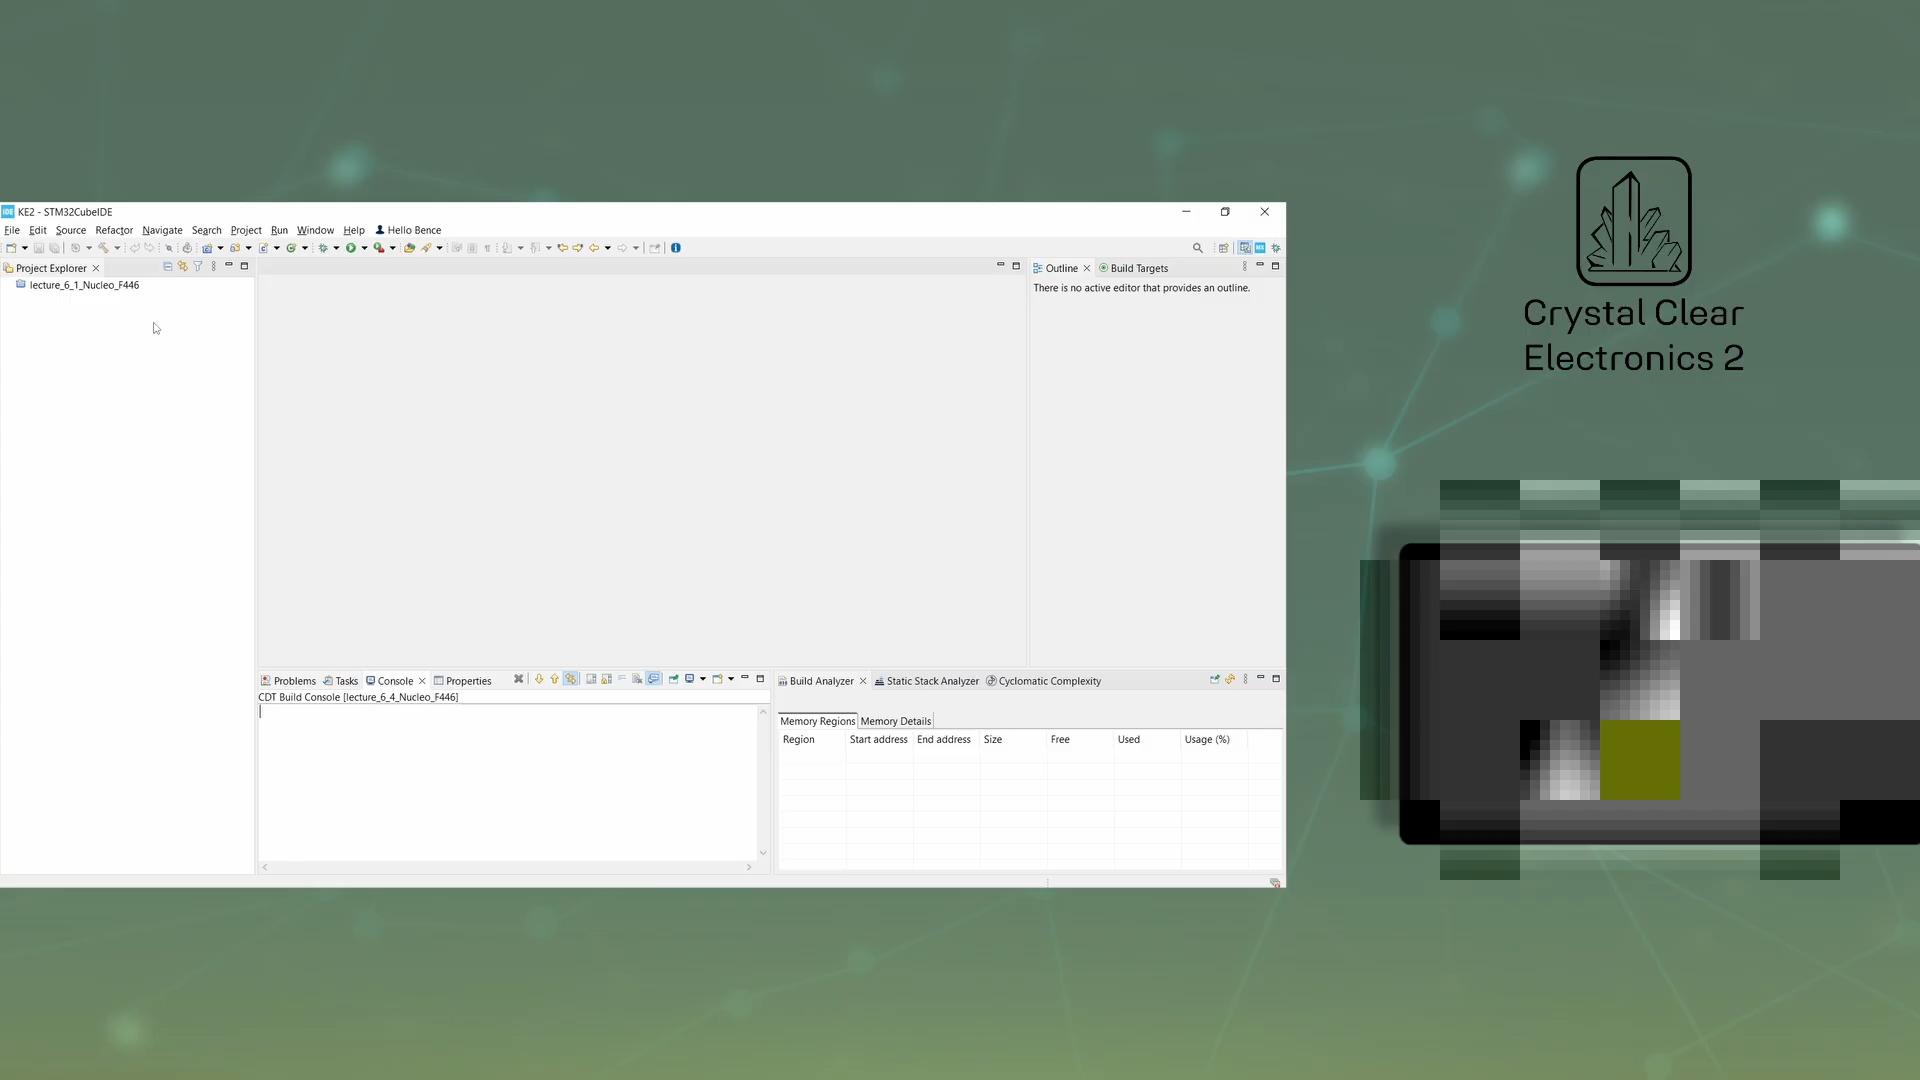 IDE KE2 - STM32CubeIDE
File Edit Source Refactor Navigate Search Project Run Window Help Hello Bence
Project Explorer
lecture_6_1_Nucleo_F446
Outline Build Targets
There is no active editor that provides an outline.
Problems Tasks Console Properties
CDT Build Console [lecture_6_4_Nucleo_F446]
Build Analyzer Static Stack Analyzer Cyclomatic Complexity
Memory Regions Memory Details
Region Start address End address Size Free Used Usage (%)
Crystal Clear
Electronics 2